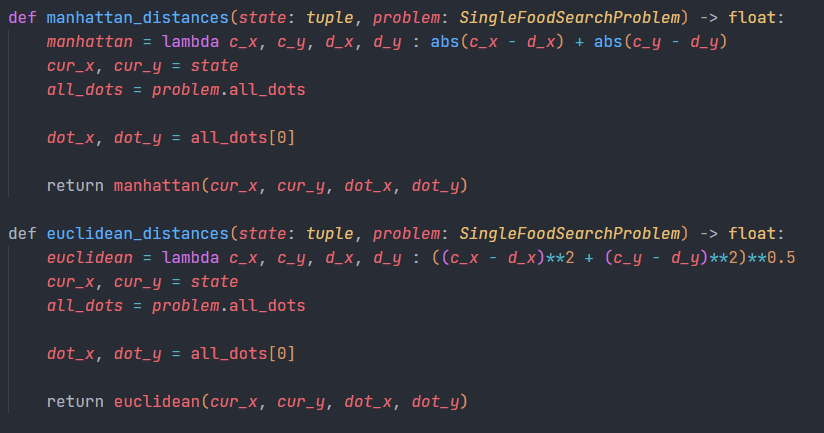 def manhattan_distances(state: tuple, problem: SingleFoodSearchProblem) -> float:
    manhattan = lambda c_x, c_y, d_x, d_y : abs(c_x - d_x) + abs(c_y - d_y)
    cur_x, cur_y = state
    all_dots = problem.all_dots

    dot_x, dot_y = all_dots[0]

    return manhattan(cur_x, cur_y, dot_x, dot_y)

def euclidean_distances(state: tuple, problem: SingleFoodSearchProblem) -> float:
    euclidean = lambda c_x, c_y, d_x, d_y : ((c_x - d_x)**2 + (c_y - d_y)**2)**0.5
    cur_x, cur_y = state
    all_dots = problem.all_dots

    dot_x, dot_y = all_dots[0]

    return euclidean(cur_x, cur_y, dot_x, dot_y)